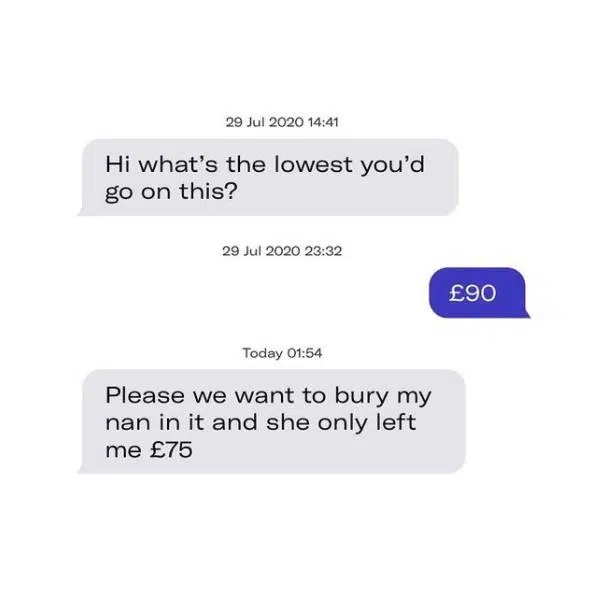 29 Jul 2020 14:41
Hi what’s the lowest you’d
go on this?
29 Jul 2020 23:32
£90
Today 01:54
Please we want to bury my
nan in it and she only left
me £75